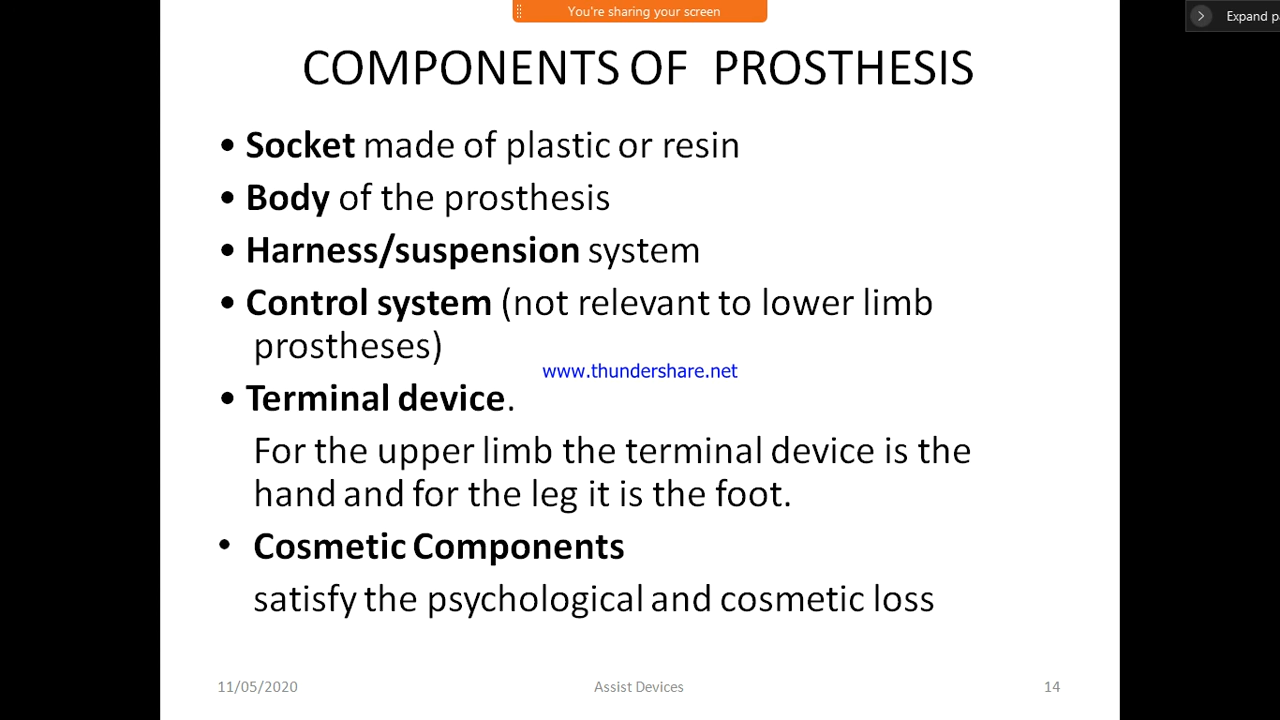 You're sharing your screen
Expand p
COMPONENTS OF PROSTHESIS
• Socket made of plastic or resin
• Body of the prosthesis
• Harness/suspension system
• Control system (not relevant to lower limb
prostheses)
www.thundershare.net
• Terminal device.
For the upper limb the terminal device is the
hand and for the leg it is the foot.
• Cosmetic Components
satisfy the psychological and cosmetic loss
11/05/2020
Assist Devices
14